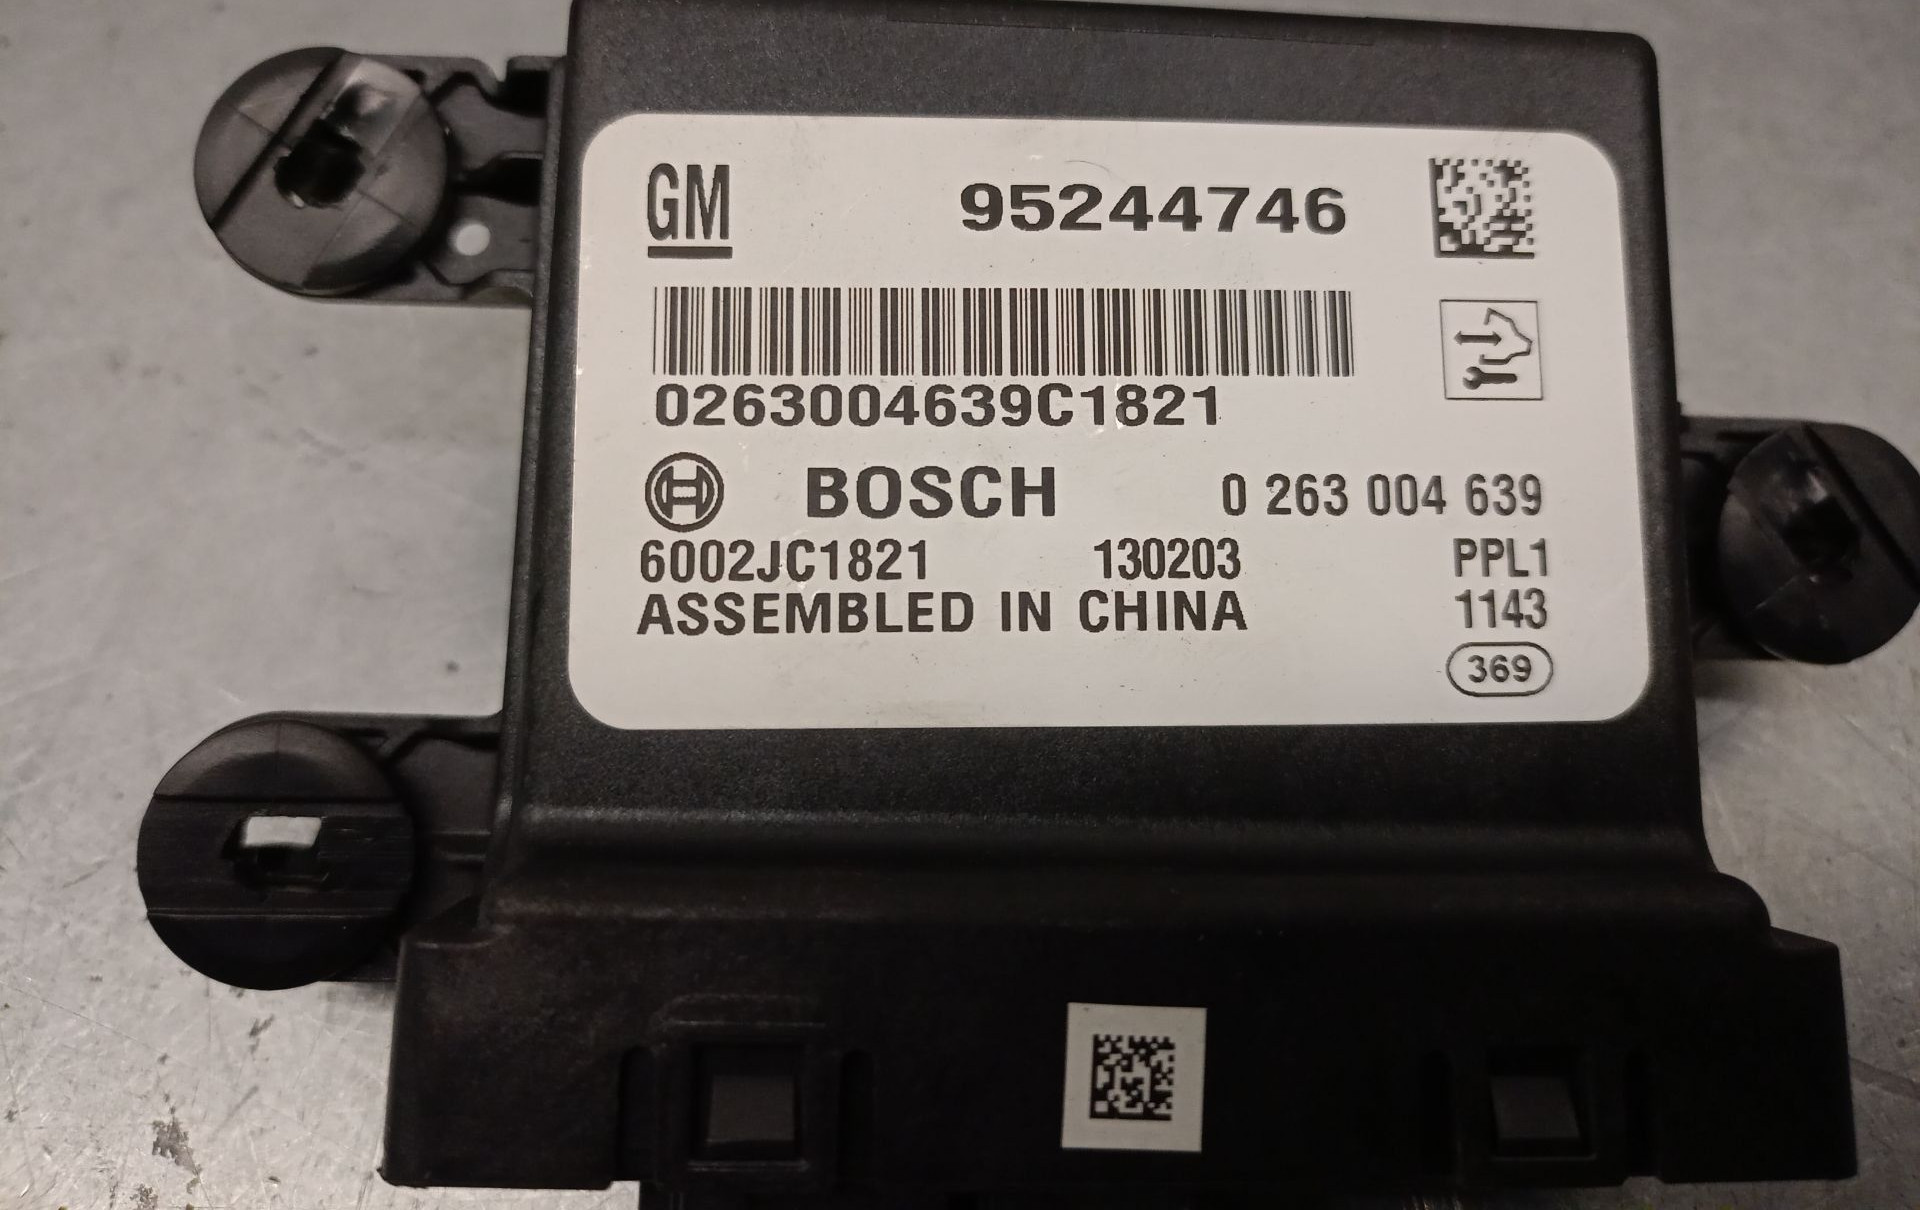 GM 95244746
0263004639C1821
BOSCH 0 263 004 639
6002JC1821 130203 PPL1
ASSEMBLED IN CHINA 1143
369